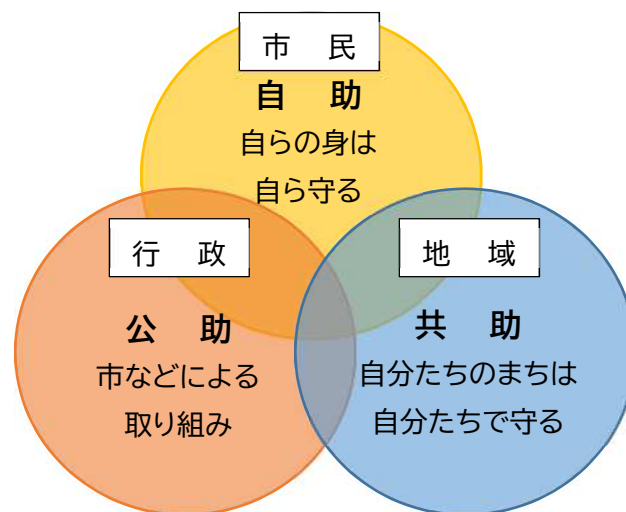 市　民
自　助
自らの身は
自ら守る
行　政
公　助
市などによる
取り組み
地　域
共　助
自分たちのまちは
自分たちで守る